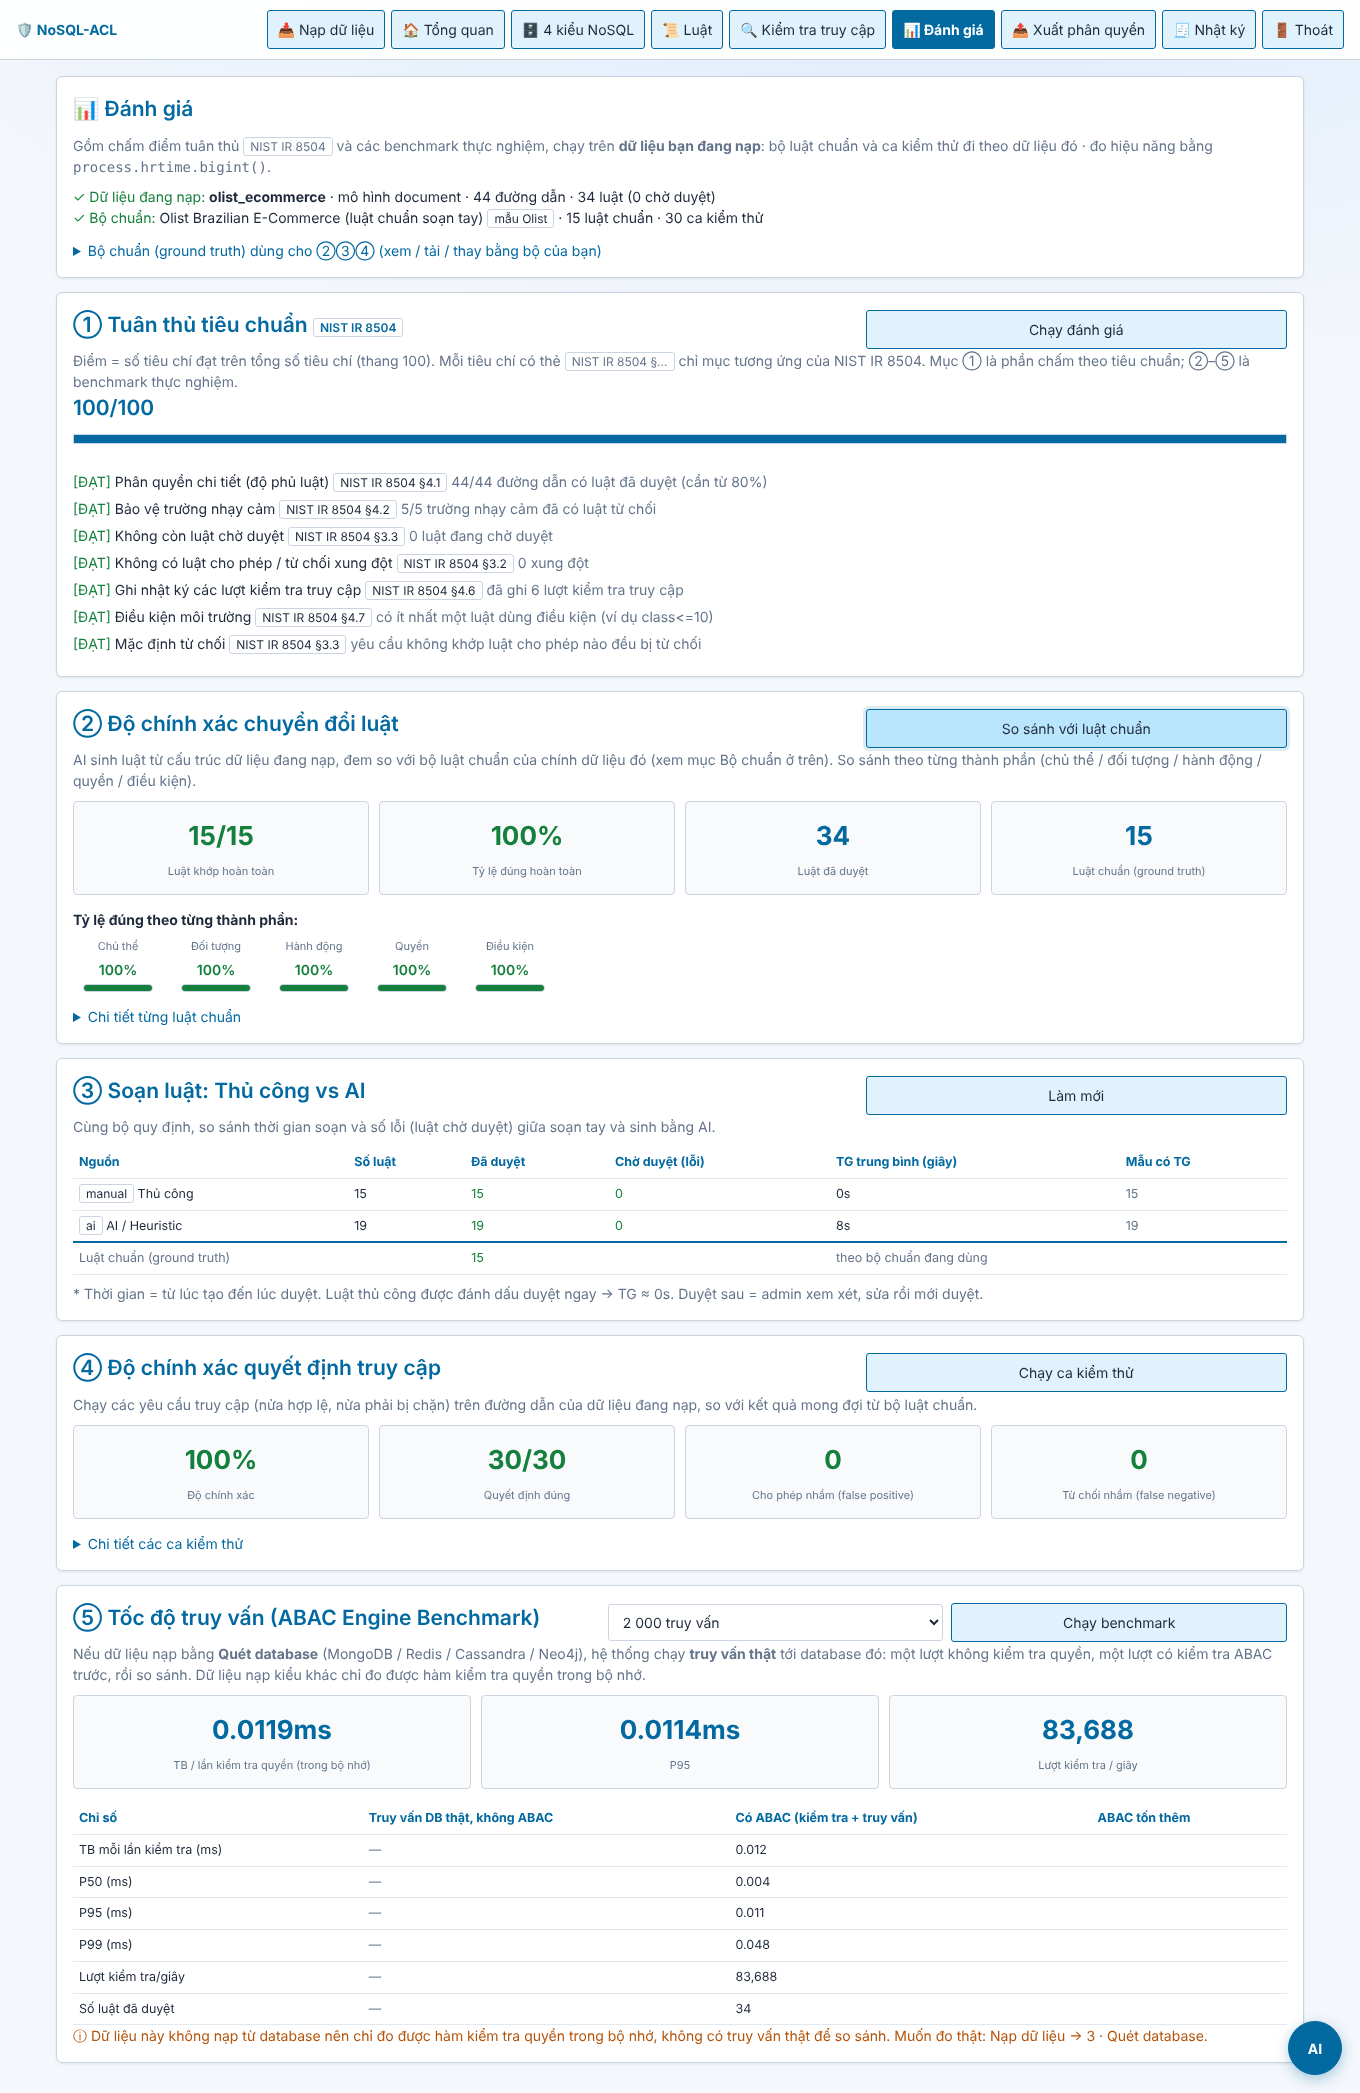 🛡️ NoSQL-ACL
📥 Nạp dữ liệu
🏠 Tổng quan
🗄️ 4 kiểu NoSQL
📜 Luật
🔍 Kiểm tra truy cập
📊 Đánh giá
📤 Xuất phân quyền
🧾 Nhật ký
🚪 Thoát
📊 Đánh giá
Gồm chấm điểm tuân thủ NIST IR 8504 và các benchmark thực nghiệm, chạy trên dữ liệu bạn đang nạp: bộ luật chuẩn và ca kiểm thử đi theo dữ liệu đó · đo hiệu năng bằng
process.hrtime.bigint().
✓ Dữ liệu đang nạp: olist_ecommerce · mô hình document · 44 đường dẫn · 34 luật (0 chờ duyệt)
✓ Bộ chuẩn: Olist Brazilian E-Commerce (luật chuẩn soạn tay) mẫu Olist · 15 luật chuẩn · 30 ca kiểm thử
▶ Bộ chuẩn (ground truth) dùng cho ②③④ (xem / tải / thay bằng bộ của bạn)
① Tuân thủ tiêu chuẩn NIST IR 8504
Chạy đánh giá
Điểm = số tiêu chí đạt trên tổng số tiêu chí (thang 100). Mỗi tiêu chí có thẻ NIST IR 8504 §... chỉ mục tương ứng của NIST IR 8504. Mục ① là phần chấm theo tiêu chuẩn; ②–⑤ là
benchmark thực nghiệm.
100/100
[ĐẠT] Phân quyền chi tiết (độ phủ luật) NIST IR 8504 §4.1 44/44 đường dẫn có luật đã duyệt (cần từ 80%)
[ĐẠT] Bảo vệ trường nhạy cảm NIST IR 8504 §4.2 5/5 trường nhạy cảm đã có luật từ chối
[ĐẠT] Không còn luật chờ duyệt NIST IR 8504 §3.3 0 luật đang chờ duyệt
[ĐẠT] Không có luật cho phép / từ chối xung đột NIST IR 8504 §3.2 0 xung đột
[ĐẠT] Ghi nhật ký các lượt kiểm tra truy cập NIST IR 8504 §4.6 đã ghi 6 lượt kiểm tra truy cập
[ĐẠT] Điều kiện môi trường NIST IR 8504 §4.7 có ít nhất một luật dùng điều kiện (ví dụ class<=10)
[ĐẠT] Mặc định từ chối NIST IR 8504 §3.3 yêu cầu không khớp luật cho phép nào đều bị từ chối
② Độ chính xác chuyển đổi luật
So sánh với luật chuẩn
AI sinh luật từ cấu trúc dữ liệu đang nạp, đem so với bộ luật chuẩn của chính dữ liệu đó (xem mục Bộ chuẩn ở trên). So sánh theo từng thành phần (chủ thể / đối tượng / hành động /
quyền / điều kiện).
15/15
Luật khớp hoàn toàn
100%
Tỷ lệ đúng hoàn toàn
34
Luật đã duyệt
15
Luật chuẩn (ground truth)
Tỷ lệ đúng theo từng thành phần:
Chủ thể Đối tượng Hành động Quyền Điều kiện
100% 100% 100% 100% 100%
▶ Chi tiết từng luật chuẩn
③ Soạn luật: Thủ công vs AI
Làm mới
Cùng bộ quy định, so sánh thời gian soạn và số lỗi (luật chờ duyệt) giữa soạn tay và sinh bằng AI.
Nguồn Số luật Đã duyệt Chờ duyệt (lỗi) TG trung bình (giây) Mẫu có TG
manual Thủ công 15 15 0 0s 15
ai AI / Heuristic 19 19 0 8s 19
Luật chuẩn (ground truth) 15 theo bộ chuẩn đang dùng
* Thời gian = từ lúc tạo đến lúc duyệt. Luật thủ công được đánh dấu duyệt ngay → TG ≈ 0s. Duyệt sau = admin xem xét, sửa rồi mới duyệt.
④ Độ chính xác quyết định truy cập
Chạy ca kiểm thử
Chạy các yêu cầu truy cập (nửa hợp lệ, nửa phải bị chặn) trên đường dẫn của dữ liệu đang nạp, so với kết quả mong đợi từ bộ luật chuẩn.
100%
Độ chính xác
30/30
Quyết định đúng
0
Cho phép nhầm (false positive)
0
Từ chối nhầm (false negative)
▶ Chi tiết các ca kiểm thử
⑤ Tốc độ truy vấn (ABAC Engine Benchmark)
2 000 truy vấn
Chạy benchmark
Nếu dữ liệu nạp bằng Quét database (MongoDB / Redis / Cassandra / Neo4j), hệ thống chạy truy vấn thật tới database đó: một lượt không kiểm tra quyền, một lượt có kiểm tra ABAC
trước, rồi so sánh. Dữ liệu nạp kiểu khác chỉ đo được hàm kiểm tra quyền trong bộ nhớ.
0.0119ms
TB / lần kiểm tra quyền (trong bộ nhớ)
0.0114ms
P95
83,688
Lượt kiểm tra / giây
Chỉ số Truy vấn DB thật, không ABAC Có ABAC (kiểm tra + truy vấn) ABAC tốn thêm
TB mỗi lần kiểm tra (ms) — 0.012
P50 (ms) — 0.004
P95 (ms) — 0.011
P99 (ms) — 0.048
Lượt kiểm tra/giây — 83,688
Số luật đã duyệt — 34
ⓘ Dữ liệu này không nạp từ database nên chỉ đo được hàm kiểm tra quyền trong bộ nhớ, không có truy vấn thật để so sánh. Muốn đo thật: Nạp dữ liệu → 3 · Quét database.
AI